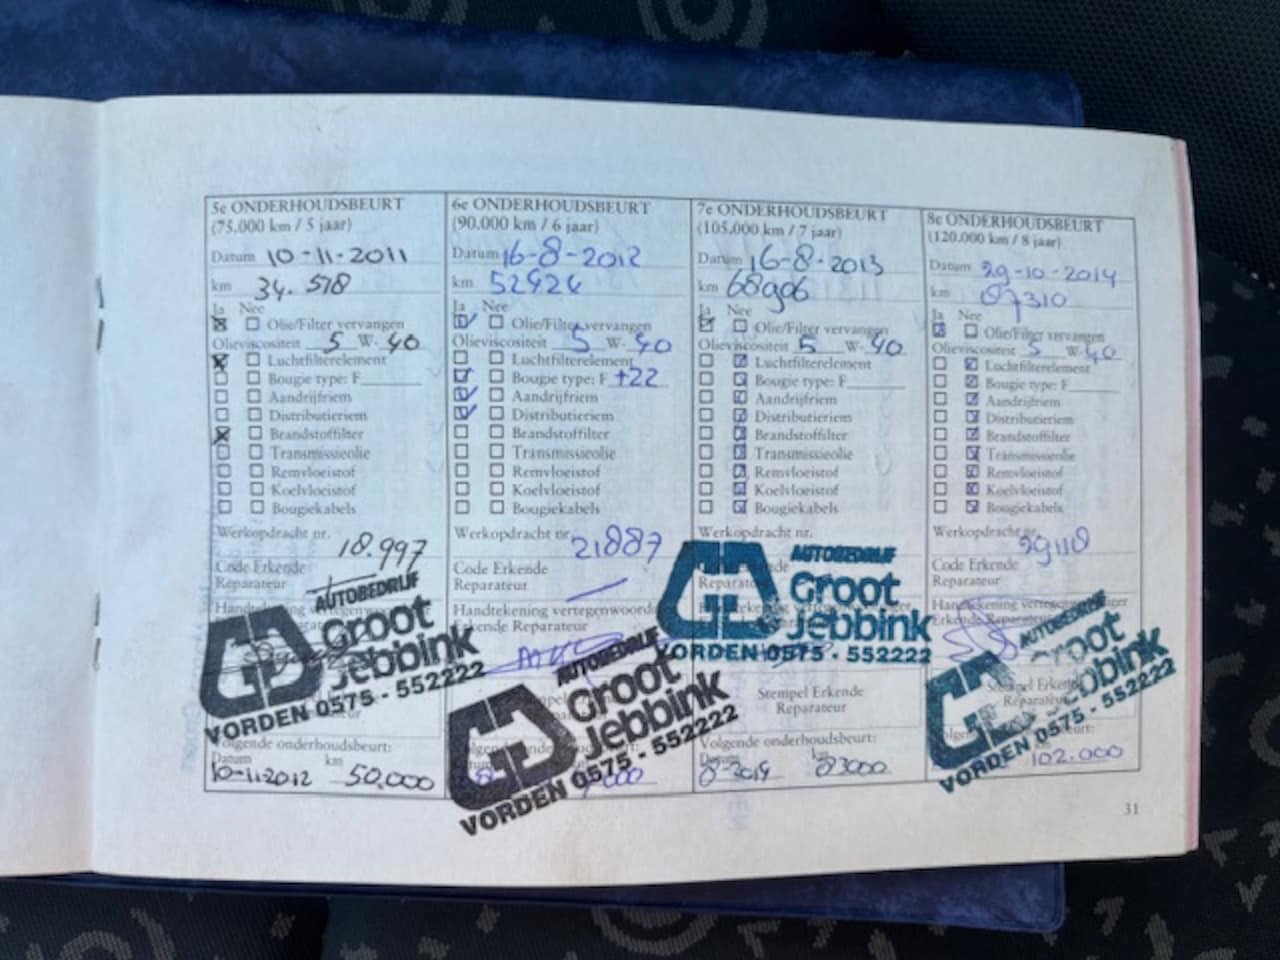 5e ONDERHOUDSBEURT
(75.000 km / 5 jaar)
Datum 10-11-2011
km 34.578
Ja Nee
Olie/Filter vervangen
Olieviscositeit 5 W- 40
Luchtfilterelement
Bougie type: F
Aandrijfriem
Distributieriem
Brandstoffilter
Transmissieolie
Remvloeistof
Koelvloeistof
Bougiekabels
Werkopdracht nr.
18.997
Code Erkende
Reparateur
Handtekening
AUTOBEDRIJF
Groot
Jebbink
VORDEN 0575 - 552222
Volgende onderhoudsbeurt:
Datum km
10-11-2012 50.000
6e ONDERHOUDSBEURT
(90.000 km / 6 jaar)
Datum 16-8-2012
km 52924
Ja Nee
Olie/Filter vervangen
Olieviscositeit 5 W- 40
Luchtfilterelement
Bougie type: F +22
Aandrijfriem
Distributieriem
Brandstoffilter
Transmissieolie
Remvloeistof
Koelvloeistof
Bougiekabels
Werkopdracht nr.
21887
Code Erkende
Reparateur
Handtekening
Erkende Reparateur
AUTOBEDRIJF
Groot
Jebbink
VORDEN 0575 - 552222
7e ONDERHOUDSBEURT
(105.000 km / 7 jaar)
Datum 16-8-2013
km 68906
Ja Nee
Olie/Filter vervangen
Olieviscositeit 5 W- 40
Luchtfilterelement
Bougie type: F
Aandrijfriem
Distributieriem
Brandstoffilter
Transmissieolie
Remvloeistof
Koelvloeistof
Bougiekabels
Werkopdracht nr.
AUTOBEDRIJF
Groot
Jebbink
VORDEN 0575 - 552222
Stempel Erkende
Reparateur
Volgende onderhoudsbeurt:
Datum km
8-2014 83000
8e ONDERHOUDSBEURT
(120.000 km / 8 jaar)
Datum 29-10-2014
km 87310
Ja Nee
Olie/Filter vervangen
Olieviscositeit 5 W- 40
Luchtfilterelement
Bougie type: F
Aandrijfriem
Distributieriem
Brandstoffilter
Transmissieolie
Remvloeistof
Koelvloeistof
Bougiekabels
Werkopdracht nr.
29118
Code Erkende
Reparateur
Handtekening
Erkende Reparateur
AUTOBEDRIJF
Groot
Jebbink
VORDEN 0575 - 552222
km
102.000
31